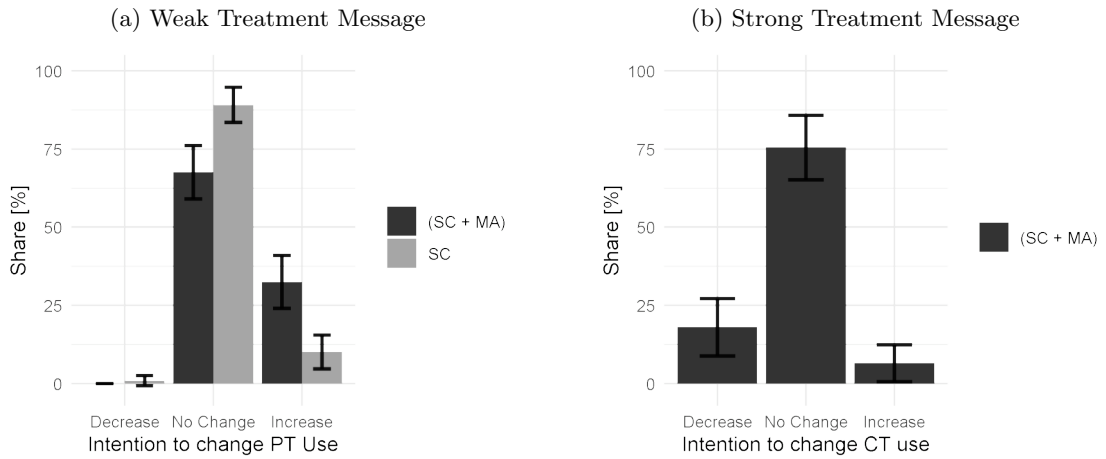 (a) Weak Treatment Message
100
75
50
25
0
Share [%]
Decrease No Change Increase
Intention to change PT Use
(SC + MA)
SC
(b) Strong Treatment Message
100
75
50
25
0
Share [%]
Decrease No Change Increase
Intention to change CT use
(SC + MA)